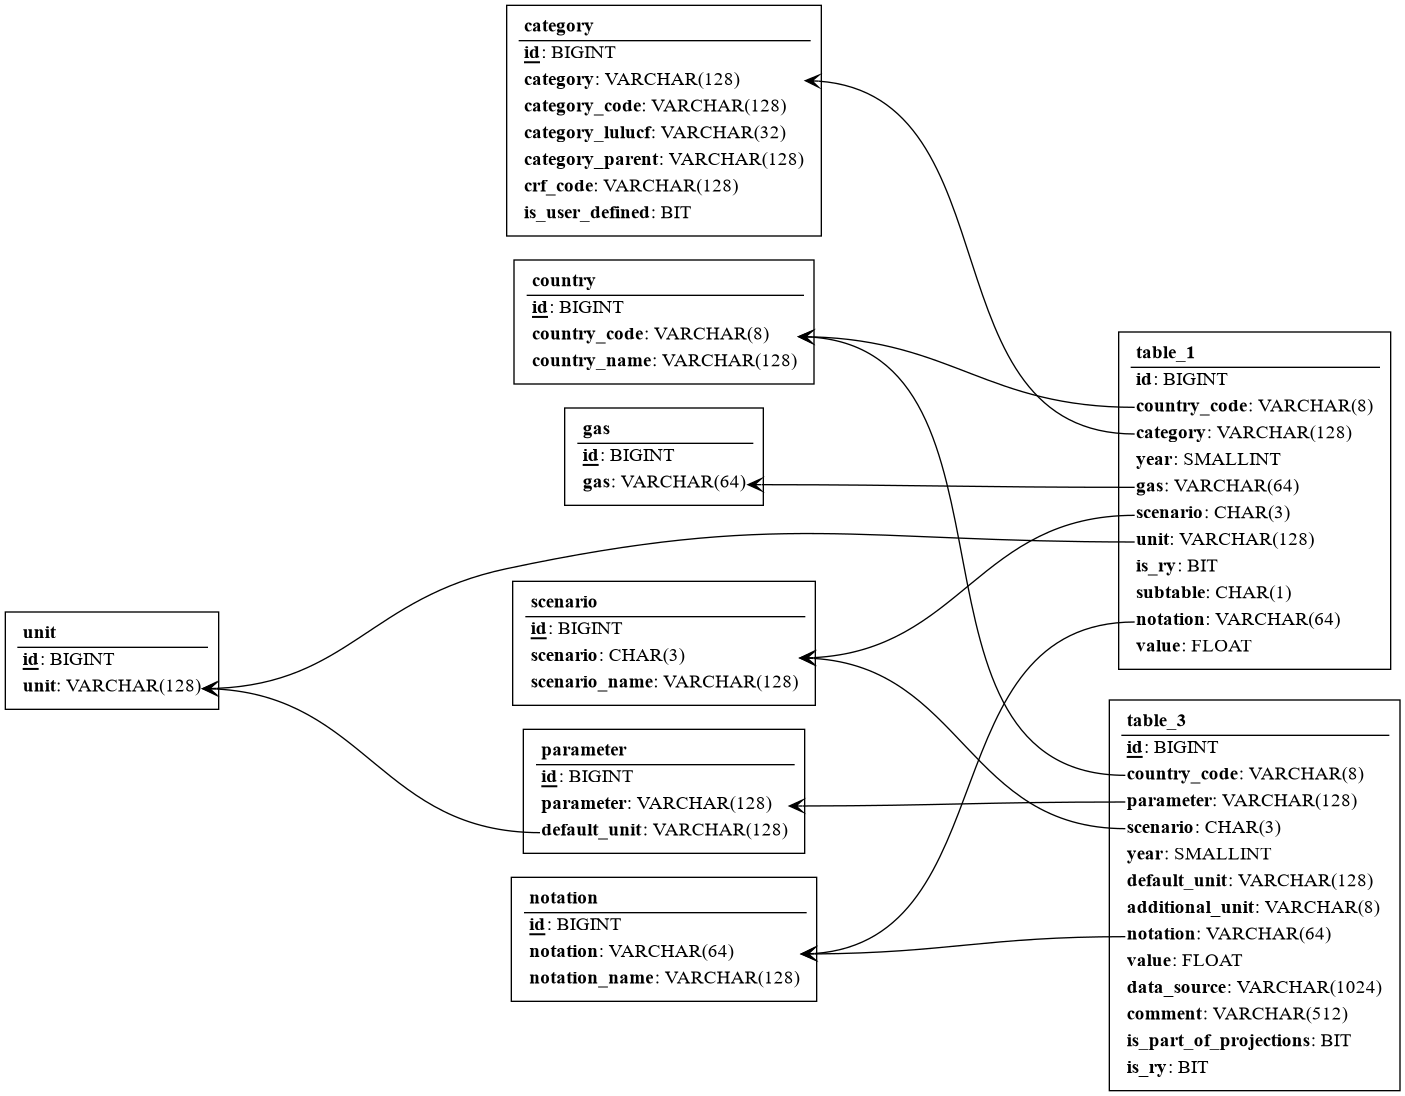 category
id: BIGINT
category: VARCHAR(128)
category_code: VARCHAR(128)
category_lulucf: VARCHAR(32)
category_parent: VARCHAR(128)
crf_code: VARCHAR(128)
is_user_defined: BIT
country
id: BIGINT
country_code: VARCHAR(8)
country_name: VARCHAR(128)
gas
id: BIGINT
gas: VARCHAR(64)
unit
id: BIGINT
unit: VARCHAR(128)
scenario
id: BIGINT
scenario: CHAR(3)
scenario_name: VARCHAR(128)
parameter
id: BIGINT
parameter: VARCHAR(128)
default_unit: VARCHAR(128)
notation
id: BIGINT
notation: VARCHAR(64)
notation_name: VARCHAR(128)
table_1
id: BIGINT
country_code: VARCHAR(8)
category: VARCHAR(128)
year: SMALLINT
gas: VARCHAR(64)
scenario: CHAR(3)
unit: VARCHAR(128)
is_ry: BIT
subtable: CHAR(1)
notation: VARCHAR(64)
value: FLOAT
table_3
id: BIGINT
country_code: VARCHAR(8)
parameter: VARCHAR(128)
scenario: CHAR(3)
year: SMALLINT
default_unit: VARCHAR(128)
additional_unit: VARCHAR(8)
notation: VARCHAR(64)
value: FLOAT
data_source: VARCHAR(1024)
comment: VARCHAR(512)
is_part_of_projections: BIT
is_ry: BIT